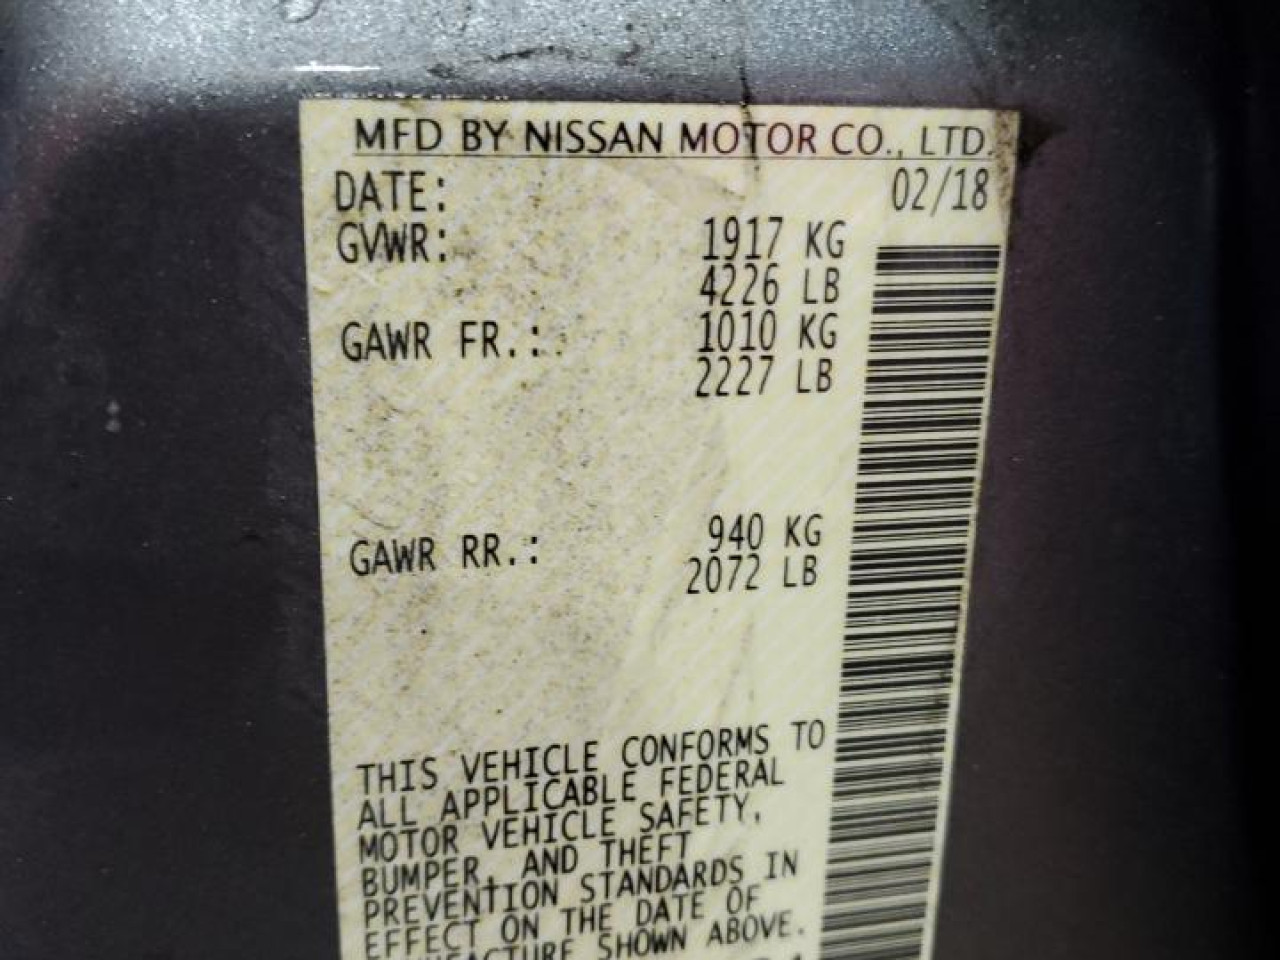 MFD BY NISSAN MOTOR CO., LTD.
DATE: 02/18
GVWR: 1917 KG
4226 LB
GAWR FR.: 1010 KG
2227 LB
GAWR RR.: 940 KG
2072 LB
THIS VEHICLE CONFORMS TO
ALL APPLICABLE FEDERAL
MOTOR VEHICLE SAFETY,
BUMPER, AND THEFT
PREVENTION STANDARDS IN
EFFECT ON THE DATE OF
SHOWN ABOVE.